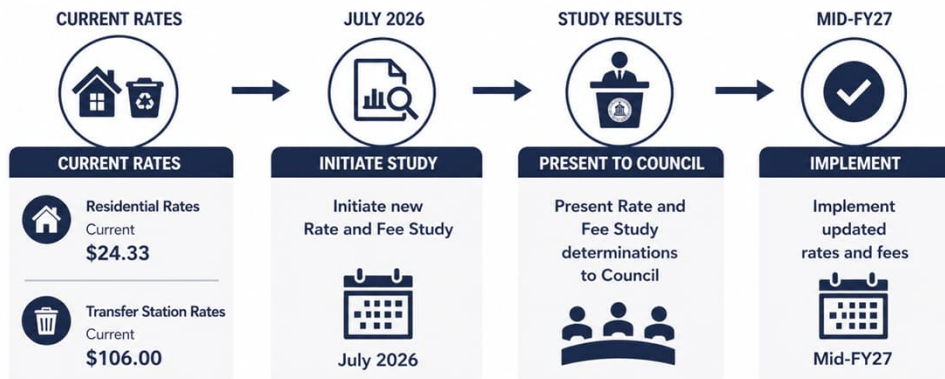 CURRENT RATES
JULY 2026
STUDY RESULTS
MID-FY27
CURRENT RATES
Residential Rates
Current
$24.33
Transfer Station Rates
Current
$106.00
INITIATE STUDY
Initiate new
Rate and Fee Study
July 2026
PRESENT TO COUNCIL
Present Rate and
Fee Study
determinations
to Council
IMPLEMENT
Implement
updated
rates and fees
Mid-FY27